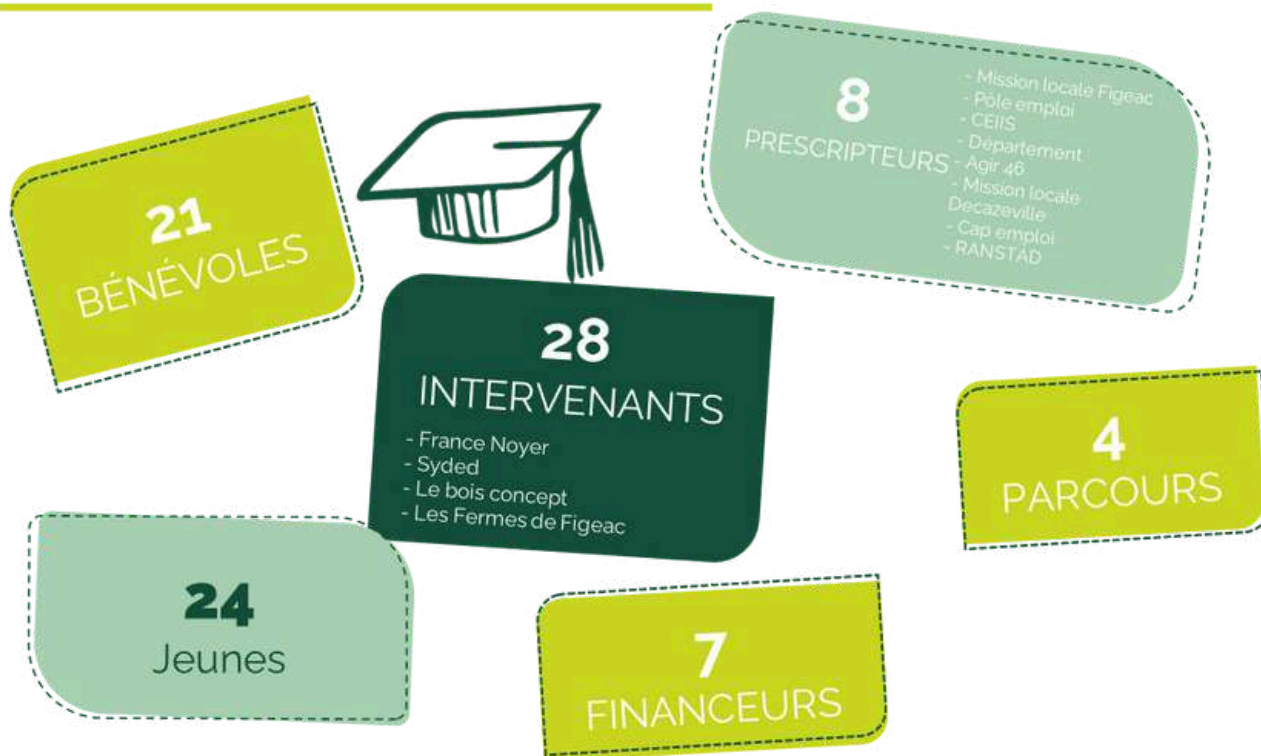 8
PRESCRIPTEURS
- Mission locale Figeac
- Pôle emploi
- CEIIS
- Département
- Agir 46
- Mission locale
Decazeville
- Cap emploi
- RANSTAD
21
BÉNÉVOLES
28
INTERVENANTS
- France Noyer
- Syded
- Le bois concept
- Les Fermes de Figeac
4
PARCOURS
24
Jeunes
7
FINANCEURS